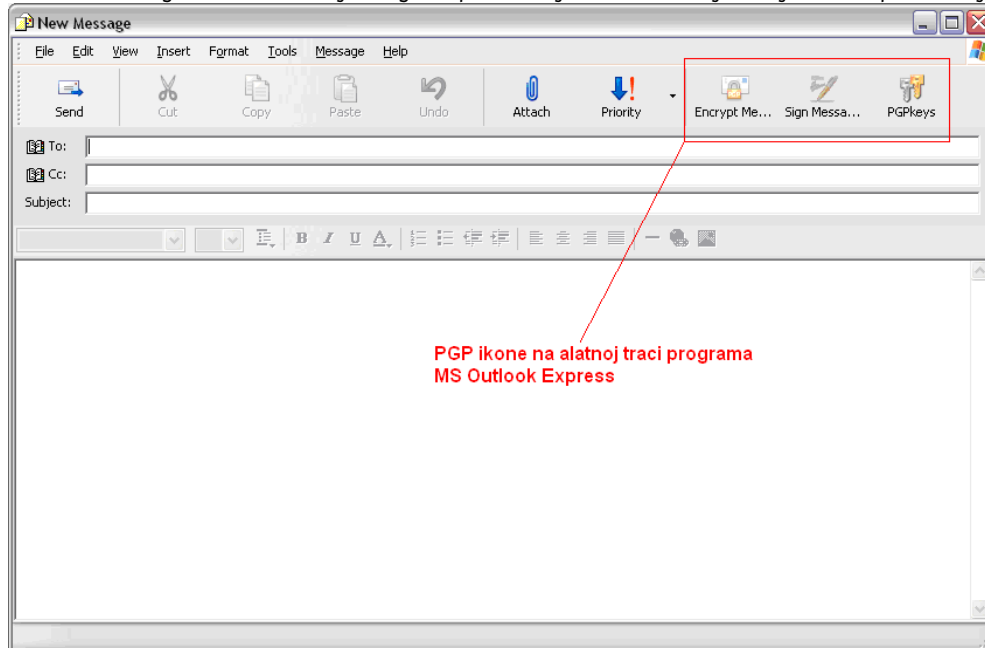 New Message
File Edit View Insert Format Tools Message Help
Send Cut Copy Paste Undo Attach Priority Encrypt Me... Sign Messa... PGPkeys
To:
Cc:
Subject:
B I U A
PGP ikone na alatnoj traci programa
MS Outlook Express